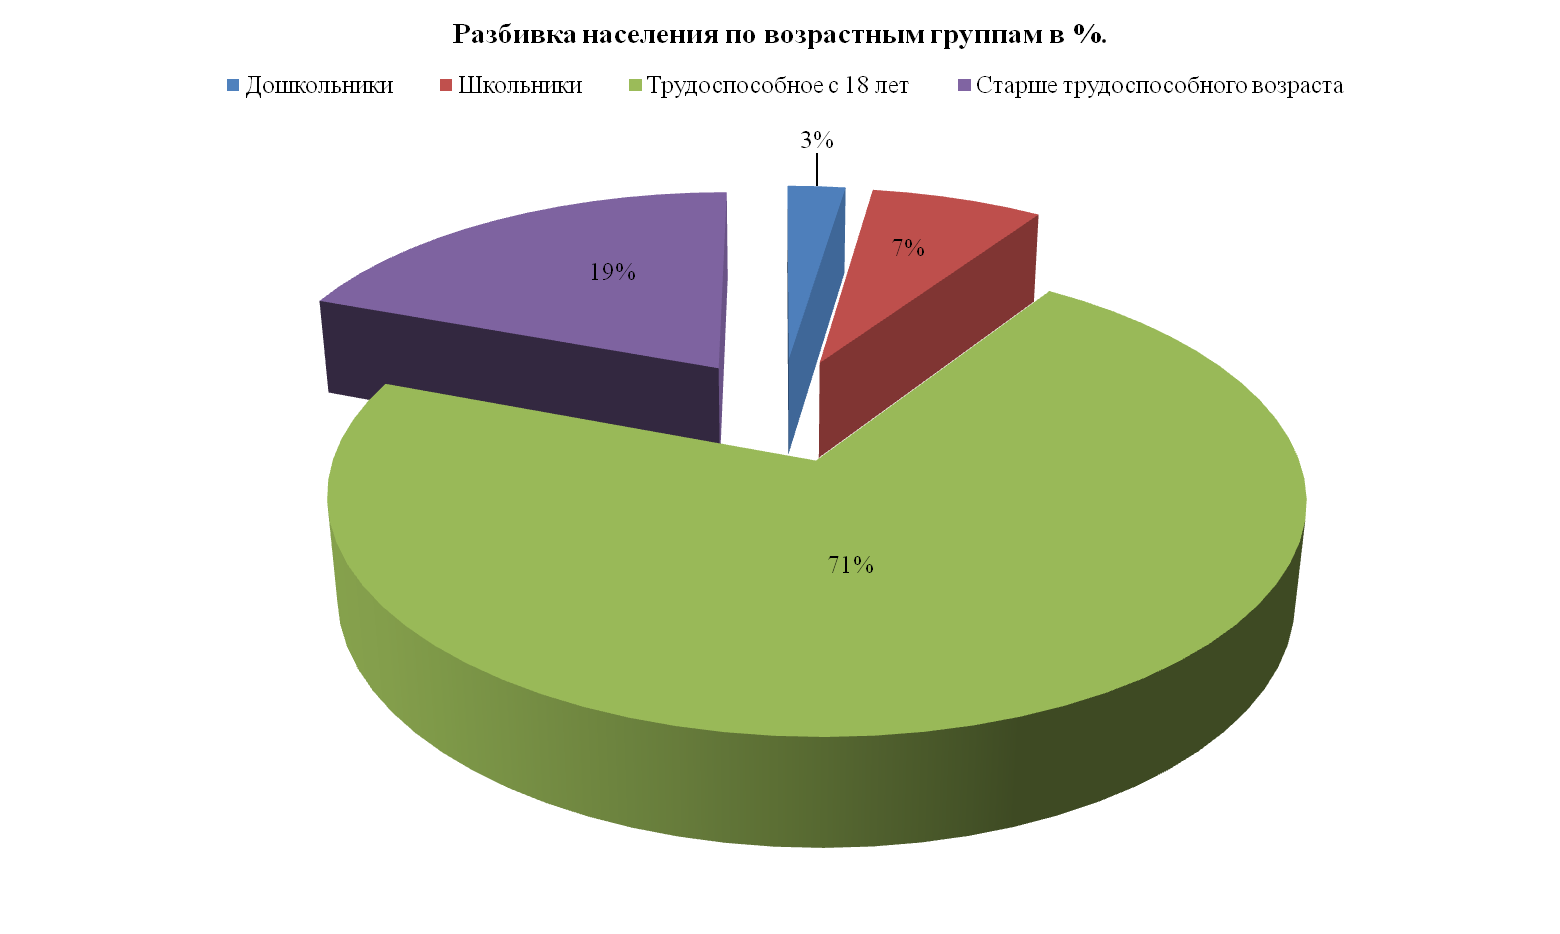 Разбивка населения по возрастным группам в %.
Дошкольники Школьники Трудоспособное с 18 лет Старше трудоспособного возраста
3%
7%
19%
71%